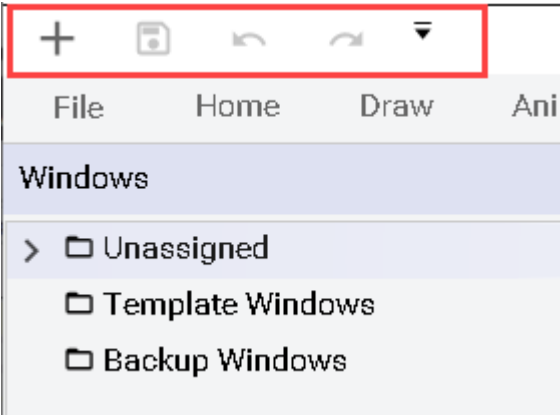 File Home Draw Ani
Windows
Unassigned
Template Windows
Backup Windows